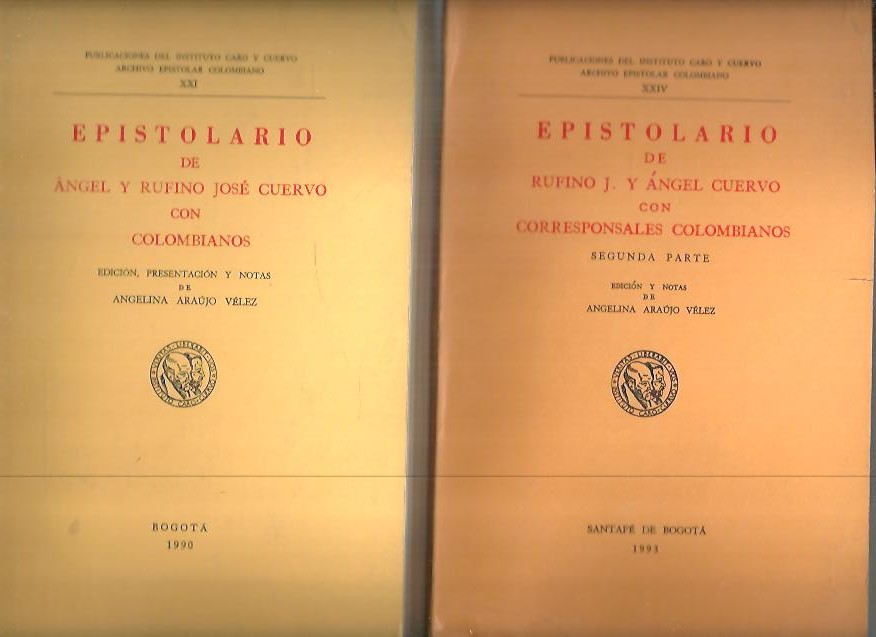 PUBLICACIONES DEL INSTITUTO CARO Y CUERVO
ARCHIVO EPISTOLAR COLOMBIANO
XXI
EPISTOLARIO
DE
ÁNGEL Y RUFINO JOSÉ CUERVO
CON
COLOMBIANOS
EDICIÓN, PRESENTACIÓN Y NOTAS
DE
ANGELINA ARAÚJO VÉLEZ
BOGOTÁ
1990
PUBLICACIONES DEL INSTITUTO CARO Y CUERVO
ARCHIVO EPISTOLAR COLOMBIANO
XXIV
EPISTOLARIO
DE
RUFINO J. Y ÁNGEL CUERVO
CON
CORRESPONSALES COLOMBIANOS
SEGUNDA PARTE
EDICIÓN Y NOTAS
DE
ANGELINA ARAÚJO VÉLEZ
SANTAFÉ DE BOGOTÁ
1993